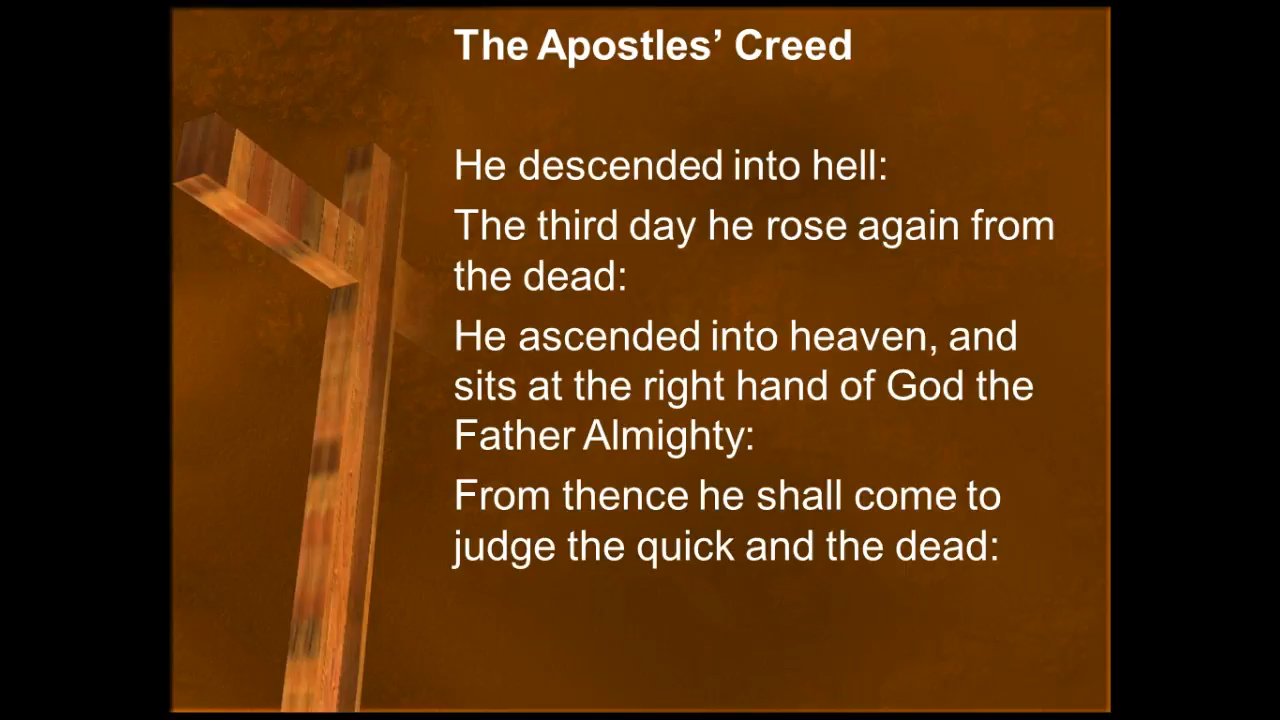 The Apostles’ Creed
He descended into hell:
The third day he rose again from
the dead:
He ascended into heaven, and
sits at the right hand of God the
Father Almighty:
From thence he shall come to
judge the quick and the dead: